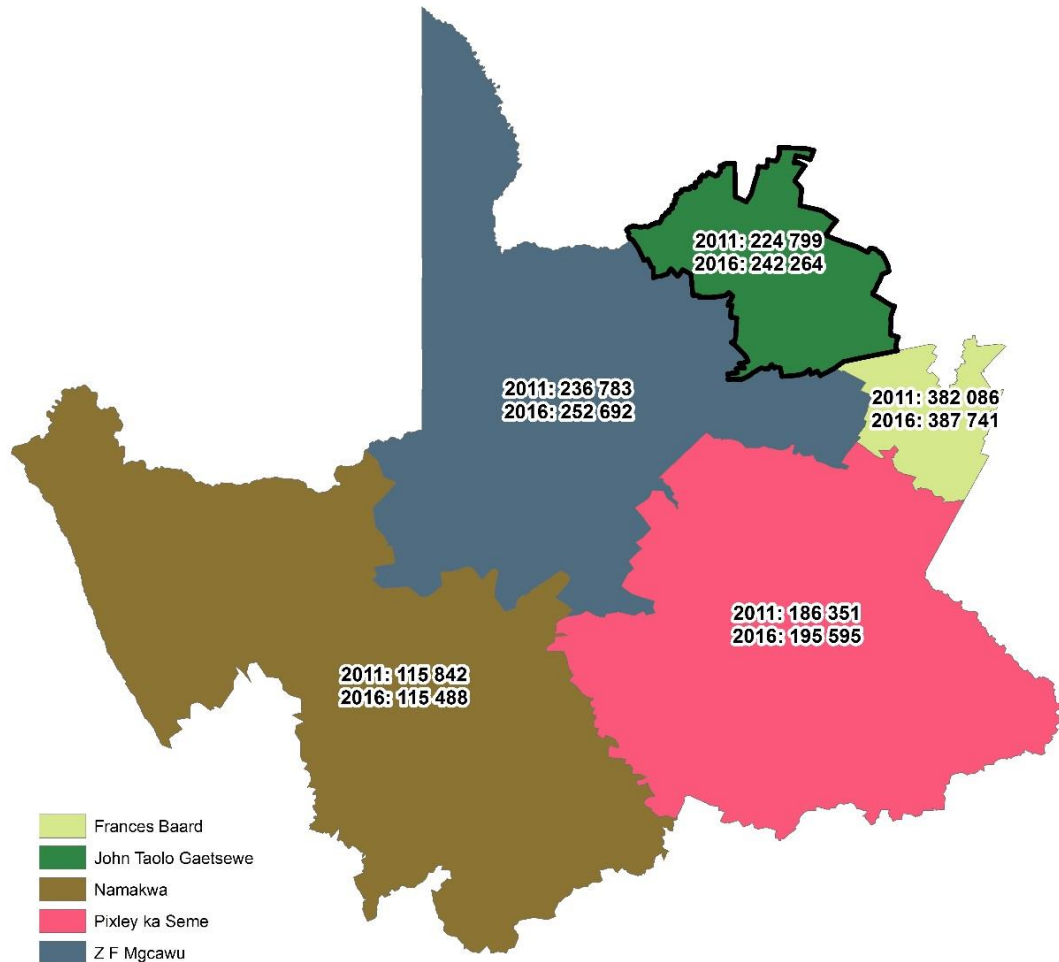 2011: 224 799
2016: 242 264
2011: 236 783
2016: 252 692
2011: 382 086
2016: 387 741
2011: 186 351
2016: 195 595
2011: 115 842
2016: 115 488
Frances Baard
John Taolo Gaetsewe
Namakwa
Pixley ka Seme
Z F Mgcawu